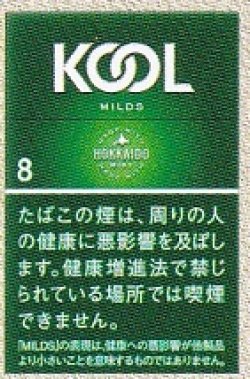 KOOL
MILDS
HOKKAIDO
8
たばこの煙は、周りの人
の健康に悪影響を及ぼし
ます。健康増進法で禁じ
られている場所では喫煙
できません。
「MILDS」の表現は、健康への悪影響が他製品
より小さいことを意味するものではありません。